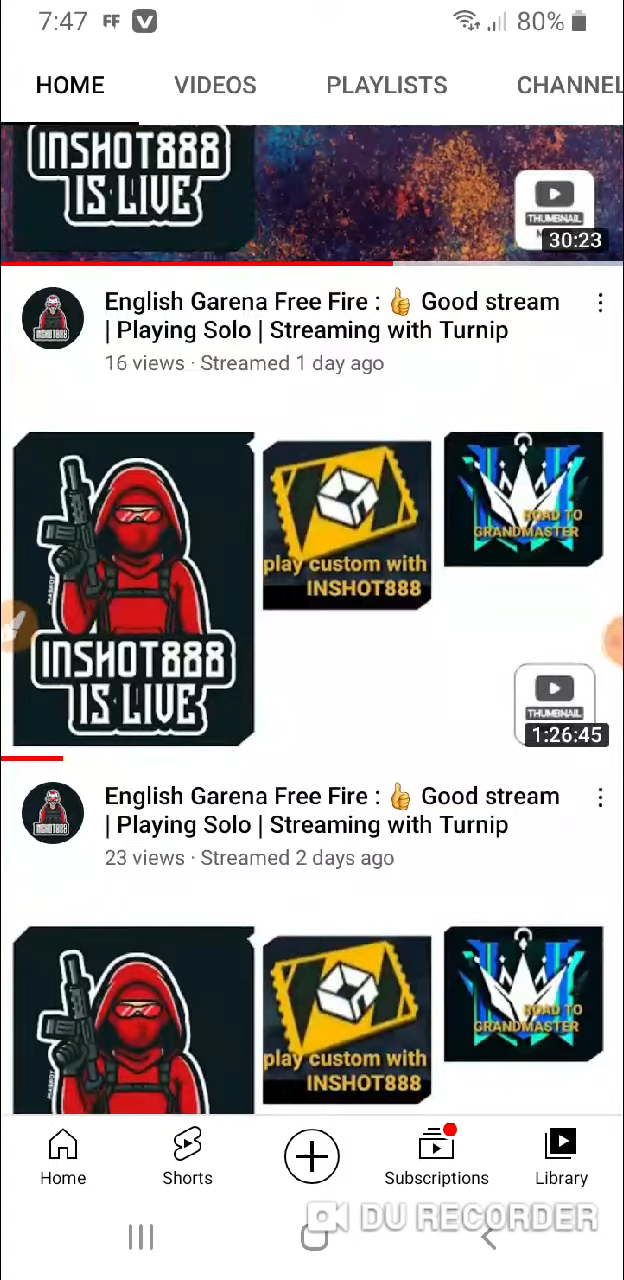 7:47 FF V 80%
HOME VIDEOS PLAYLISTS CHANNEL
INSHOT888
IS LIVE
THUMBNAIL
30:23
English Garena Free Fire : 👍 Good stream
| Playing Solo | Streaming with Turnip
16 views · Streamed 1 day ago
MASKOT
INSHOT888
IS LIVE
play custom with
INSHOT888
ROAD TO
GRANDMASTER
THUMBNAIL
1:26:45
English Garena Free Fire : 👍 Good stream
| Playing Solo | Streaming with Turnip
23 views · Streamed 2 days ago
play custom with
INSHOT888
ROAD TO
GRANDMASTER
Home Shorts Subscriptions Library
DU RECORDER